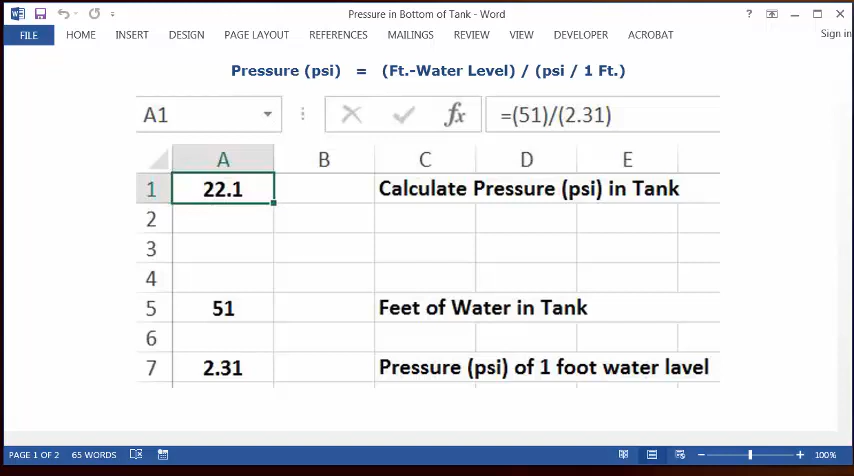 Pressure in Bottom of Tank - Word
?
FILE HOME INSERT DESIGN PAGE LAYOUT REFERENCES MAILINGS REVIEW VIEW DEVELOPER ACROBAT Sign in
Pressure (psi) = (Ft.-Water Level) / (psi / 1 Ft.)
A1 fx =(51)/(2.31)
A B C D E
1 22.1 Calculate Pressure (psi) in Tank
2
3
4
5 51 Feet of Water in Tank
6
7 2.31 Pressure (psi) of 1 foot water lavel
PAGE 1 OF 2 65 WORDS 100%